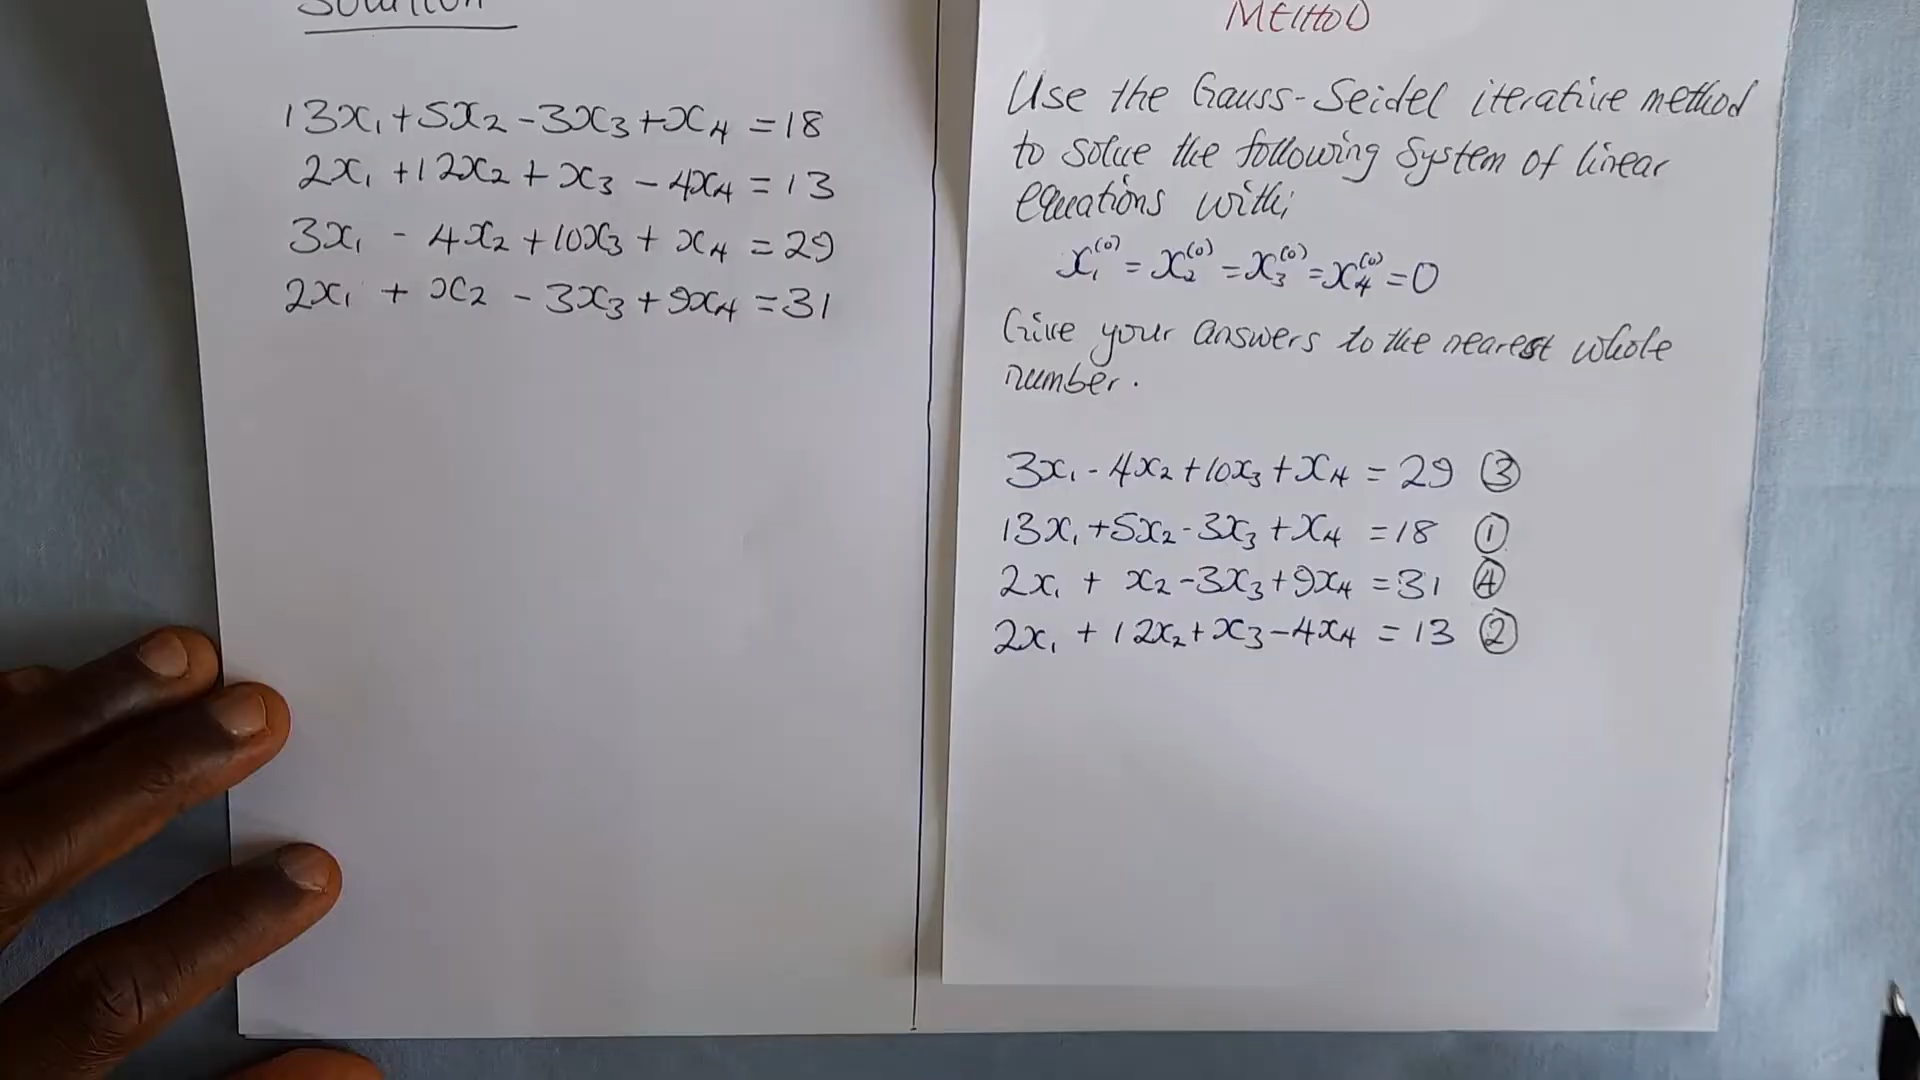 Solution
13x₁+5x₂-3x₃+x₄=18
2x₁+12x₂+x₃-4x₄=13
3x₁-4x₂+10x₃+x₄=29
2x₁+x₂-3x₃+9x₄=31
METHOD
Use the Gauss-Seidel iterative method
to solve the following System of linear
equations with;
x₁⁽⁰⁾=x₂⁽⁰⁾=x₃⁽⁰⁾=x₄⁽⁰⁾=0
Give your answers to the nearest whole
number.
3x₁-4x₂+10x₃+x₄=29 ③
13x₁+5x₂-3x₃+x₄=18 ①
2x₁+x₂-3x₃+9x₄=31 ④
2x₁+12x₂+x₃-4x₄=13 ②